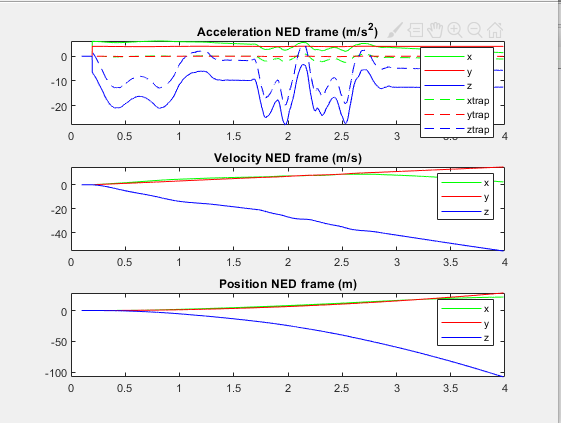 Acceleration NED frame (m/s²)
0
-10
-20
x
y
z
xtrap
ytrap
ztrap
0 0.5 1 1.5 2 2.5 3 3.5 4
Velocity NED frame (m/s)
0
-20
-40
x
y
z
0 0.5 1 1.5 2 2.5 3 3.5 4
Position NED frame (m)
0
-50
-100
x
y
z
0 0.5 1 1.5 2 2.5 3 3.5 4